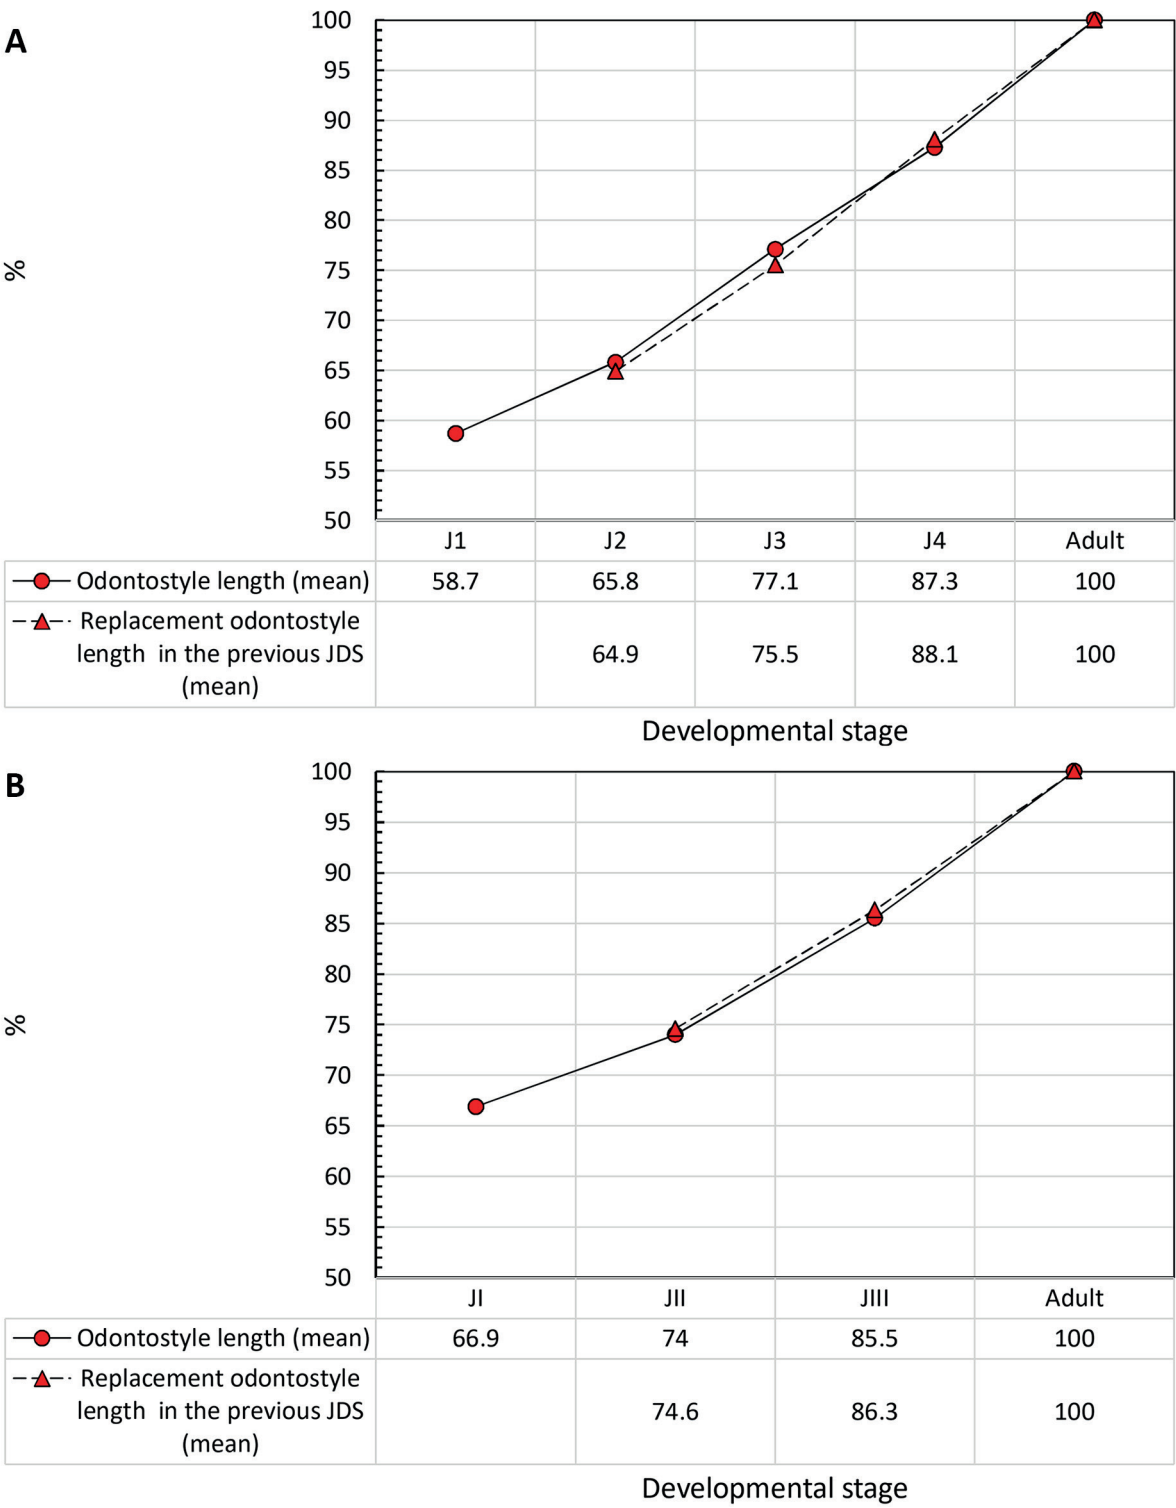 A
100
95
90
85
80
75
70
65
60
55
50
%
J1 J2 J3 J4 Adult
Odontostyle length (mean) 58.7 65.8 77.1 87.3 100
Replacement odontostyle
length in the previous JDS 64.9 75.5 88.1 100
(mean)
Developmental stage
B
100
95
90
85
80
75
70
65
60
55
50
%
JI JII JIII Adult
Odontostyle length (mean) 66.9 74 85.5 100
Replacement odontostyle
length in the previous JDS 74.6 86.3 100
(mean)
Developmental stage